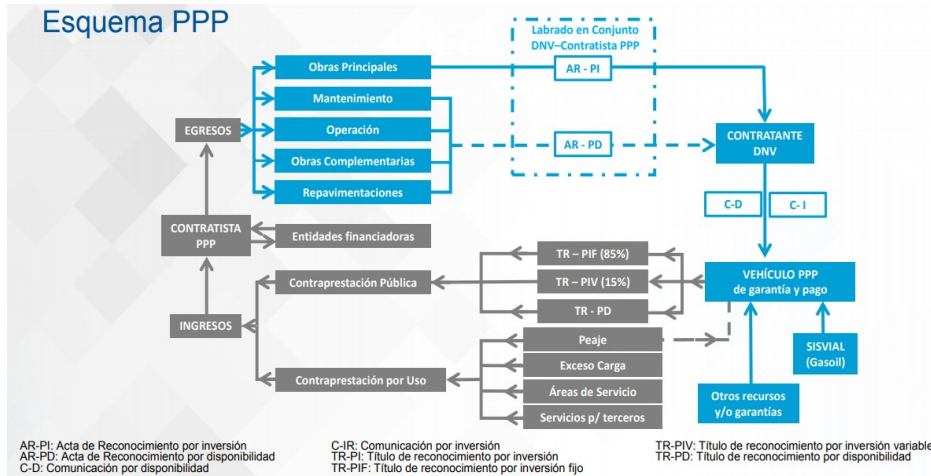 Esquema PPP
Labrado en Conjunto
DNV–Contratista PPP
Obras Principales
AR - PI
Mantenimiento
EGRESOS
Operación
AR - PD
CONTRATANTE
DNV
Obras Complementarias
Repavimentaciones
C-D
C- I
CONTRATISTA
PPP
Entidades financiadoras
TR – PIF (85%)
Contraprestación Pública
TR – PIV (15%)
VEHÍCULO PPP
de garantía y pago
TR - PD
INGRESOS
Peaje
SISVIAL
(Gasoil)
Exceso Carga
Contraprestación por Uso
Áreas de Servicio
Otros recursos
y/o garantías
Servicios p/ terceros
AR-PI: Acta de Reconocimiento por inversión
AR-PD: Acta de Reconocimiento por disponibilidad
C-D: Comunicación por disponibilidad
C-IR: Comunicación por inversión
TR-PI: Título de reconocimiento por inversión
TR-PIF: Título de reconocimiento por inversión fijo
TR-PIV: Título de reconocimiento por inversión variable
TR-PD: Título de reconocimiento por disponibilidad